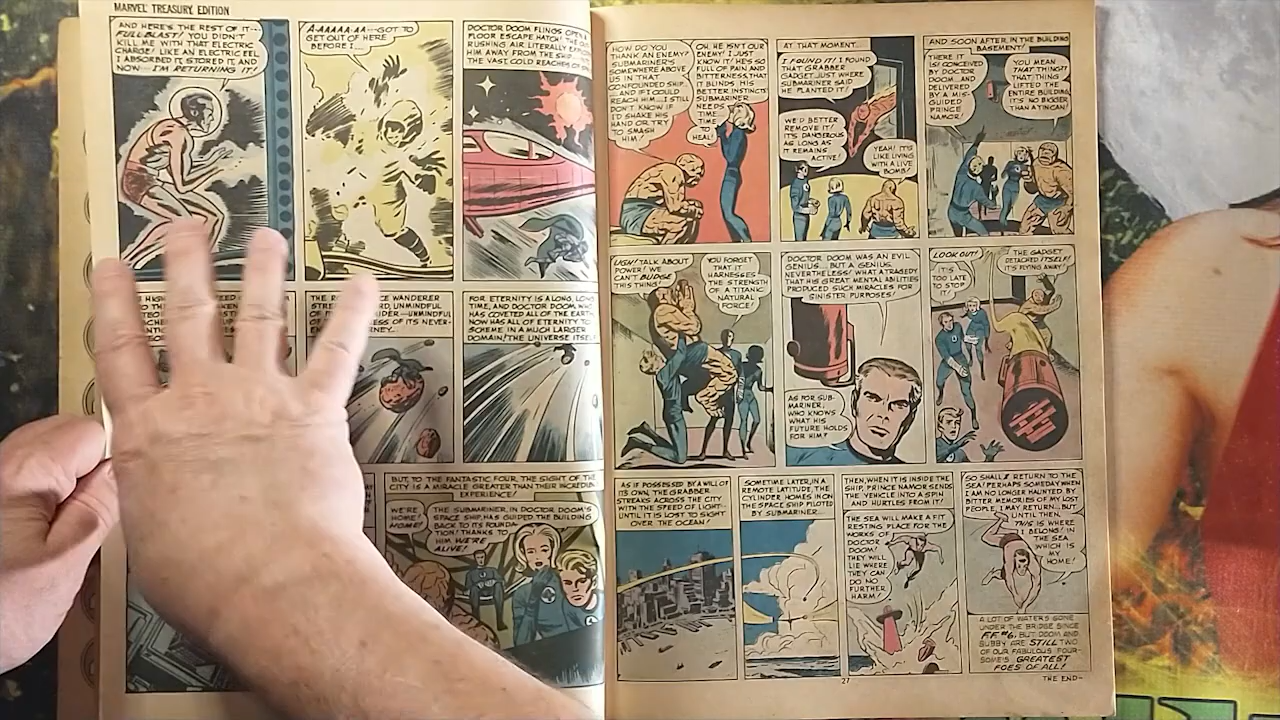 MARVEL TREASURY EDITION
AND HERE'S THE REST OF IT--
FULL BLAST! YOU DIDN'T
KILL ME WITH THAT ELECTRIC
CHARGE! LIKE AN ELECTRIC EEL,
I ABSORBED IT, STORED IT, AND
NOW--I'M RETURNING IT!
A-AAAAA-AA--GOT TO
GET OUT OF HERE
BEFORE I...
DOCTOR DOOM FLINGS OPEN A
FLOOR ESCAPE HATCH!
RUSHING AIR LITERALLY
HIM AWAY FROM THE SHIP
THE VAST COLD REACHES OF
THE
WANDERER
UNMINDFUL
RIDER--UNMINDFUL
OF ITS NEVER-
FOR ETERNITY IS A LONG, LONG
TIME, AND DOCTOR DOOM WHO
HAS COVETED ALL OF THE EARTH
NOW HAS ALL OF ETERNITY TO
SCHEME IN A MUCH LARGER
DOMAIN! THE UNIVERSE ITSELF
BUT, TO THE FANTASTIC FOUR, THE SIGHT OF THE
CITY IS A MIRACLE GREATER THAN THEIR INCREDIBLE
EXPERIENCE!
WE'RE
HOME!
HOME!
THE SUBMARINER, IN DOCTOR DOOM'S
SPACE SHIP, HAS GUIDED THE BUILDING
BACK TO ITS FOUNDA-
TION! THANKS TO
HIM WE'RE
ALIVE!
HOW DO YOU
THANK AN ENEMY?
SUBMARINER'S
SOMEWHERE ABOVE
US IN THAT
CONFOUNDED SHIP...
AND IF I COULD
REACH HIM...I STILL
DON'T KNOW IF
I'D SHAKE HIS
HAND OR TRY
TO SMASH
HIM!
OH, HE ISN'T OUR
ENEMY! I JUST
KNOW IT! HE'S SO
FULL OF PAIN AND
BITTERNESS, THAT
IT BLINDS HIS
BETTER INSTINCTS!
SUBMARINER
NEEDS
TIME...
TIME
TO
HEAL!
AT THAT MOMENT...
I FOUND IT! I FOUND
THAT GRABBER
GADGET, JUST WHERE
SUBMARINER SAID
HE PLANTED IT!
WE'D BETTER
REMOVE IT!
IT'S DANGEROUS
AS LONG AS
IT REMAINS
ACTIVE!
YEAH! IT'S
LIKE LIVING
WITH A LIVE
BOMB!
AND SOON AFTER, IN THE BUILDING
BASEMENT!
THERE IT
IS! CONCEIVED
BY DOCTOR
DOOM--AND
DELIVERED
BY A MIS-
GUIDED
PRINCE
NAMOR!
YOU MEAN
THAT THING?
THAT THING
LIFTED THE
ENTIRE BUILDING?
IT'S NO BIGGER
THAN A TIN CAN!
UGH! TALK ABOUT
POWER! WE
CAN'T BUDGE
THIS THING!
YOU FORGET
THAT IT
HARNESSES
THE STRENGTH
OF A TITANIC
NATURAL
FORCE!
DOCTOR DOOM WAS AN EVIL
GENIUS... BUT A GENIUS,
NEVERTHELESS! WHAT A TRAGEDY
THAT HIS GREAT MENTAL ABILITIES
PRODUCED SUCH MIRACLES FOR
SINISTER PURPOSES!
AS FOR SUB-
MARINER,
WHO KNOWS
WHAT HIS
FUTURE HOLDS
FOR HIM?
LOOK OUT!
IT'S
TOO LATE
TO STOP
IT!
THE GADGET
DETACHED ITSELF!
IT'S FLYING AWAY!
AS IF POSSESSED BY A WILL OF
ITS OWN, THE GRABBER
STREAKS ACROSS THE CITY
WITH THE SPEED OF LIGHT--
UNTIL IT IS LOST TO SIGHT
OVER THE OCEAN!
SOMETIME LATER, IN A
REMOTE LATITUDE, THE
CYLINDER HOMES IN ON
THE SPACE SHIP PILOTED
BY SUBMARINER.
THEN, WHEN IT IS INSIDE THE
SHIP, PRINCE NAMOR SENDS
THE VEHICLE INTO A SPIN
AND HURTLES FROM IT!
THE SEA WILL MAKE A FIT
RESTING PLACE FOR THE
WORKS OF
DOCTOR
DOOM!
THEY WILL
LIE WHERE
THEY CAN
DO NO
FURTHER
HARM!
SO SHALL I RETURN TO THE
SEA! PERHAPS SOMEDAY WHEN
I AM NO LONGER HAUNTED BY
BITTER MEMORIES OF MY LOST
PEOPLE, I MAY RETURN...BUT
UNTIL THEN,
THIS IS WHERE
I BELONG! IN
THE SEA
WHICH IS
MY
HOME!
A LOT OF WATER'S GONE
UNDER THE BRIDGE SINCE
FF #6, BUT DOOM AND
SUBBY ARE STILL TWO
OF OUR FABULOUS FOUR-
SOME'S GREATEST
FOES OF ALL!
27
THE END-